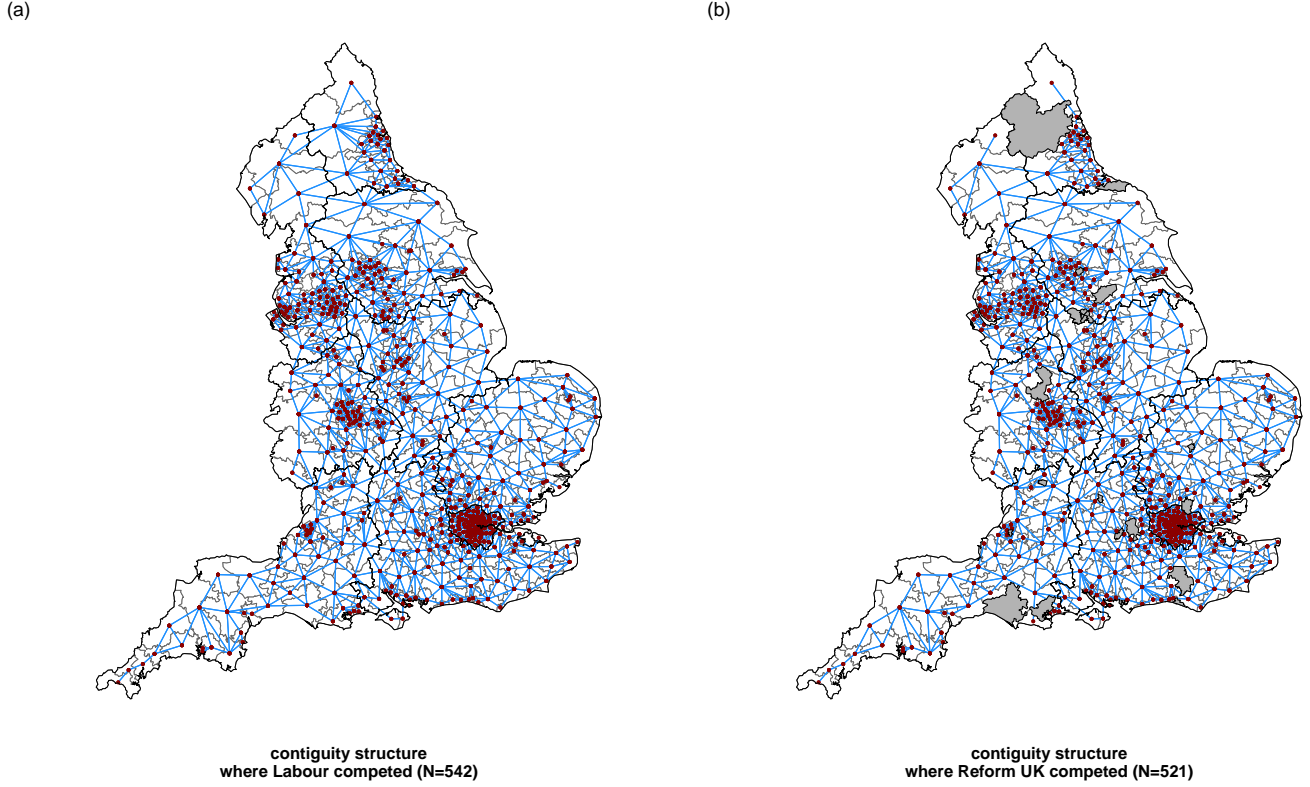 (a)
(b)
contiguity structure
where Labour competed (N=542)
contiguity structure
where Reform UK competed (N=521)